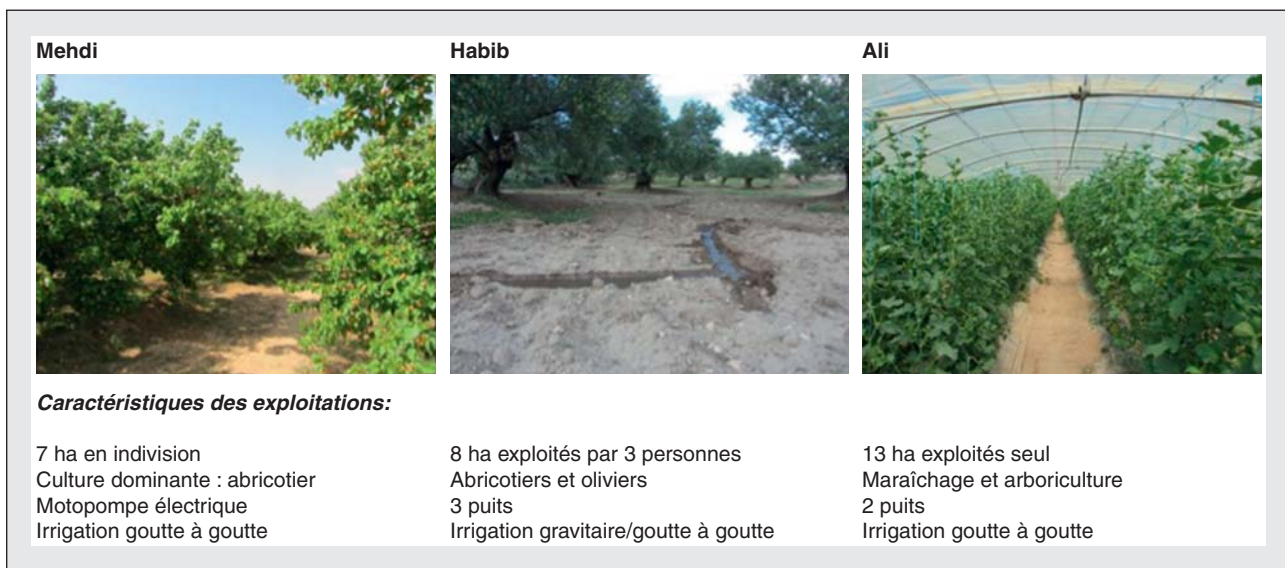 Mehdi
Habib
Ali
Caractéristiques des exploitations:
7 ha en indivision
Culture dominante : abricotier
Motopompe électrique
Irrigation goutte à goutte
8 ha exploités par 3 personnes
Abricotiers et oliviers
3 puits
Irrigation gravitaire/goutte à goutte
13 ha exploités seul
Maraîchage et arboriculture
2 puits
Irrigation goutte à goutte